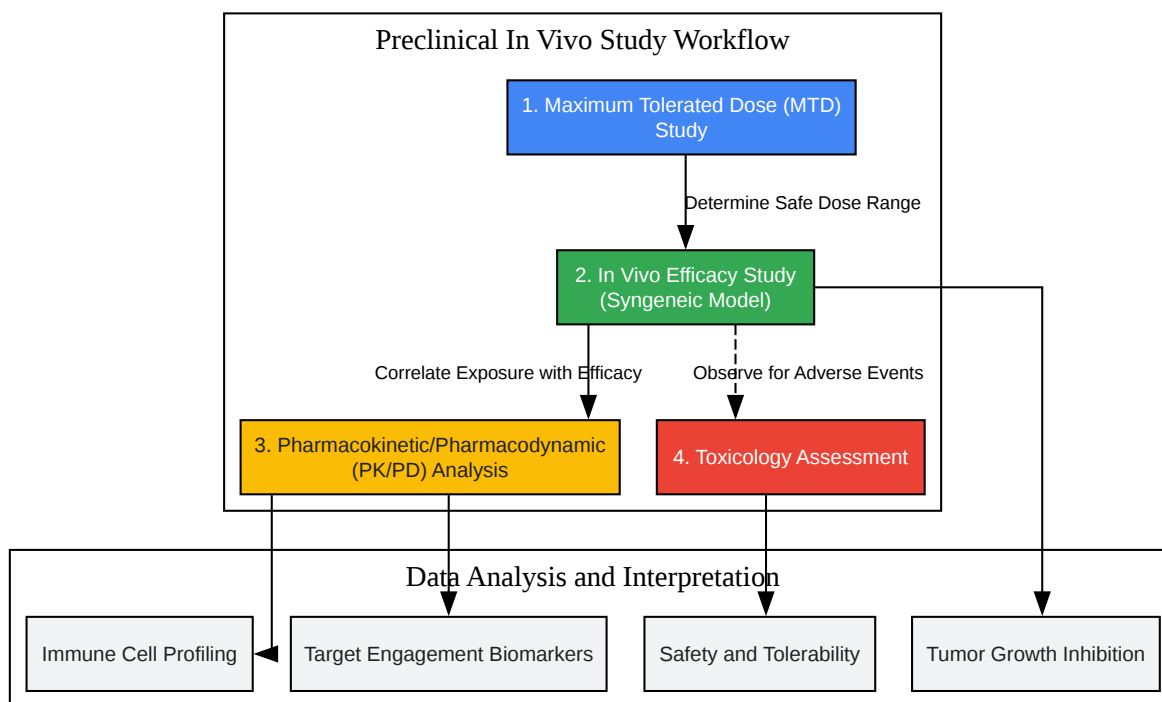 Preclinical In Vivo Study Workflow
1. Maximum Tolerated Dose (MTD)
Study
Determine Safe Dose Range
2. In Vivo Efficacy Study
(Syngeneic Model)
Correlate Exposure with Efficacy
Observe for Adverse Events
3. Pharmacokinetic/Pharmacodynamic
(PK/PD) Analysis
4. Toxicology Assessment
Data Analysis and Interpretation
Immune Cell Profiling
Target Engagement Biomarkers
Safety and Tolerability
Tumor Growth Inhibition